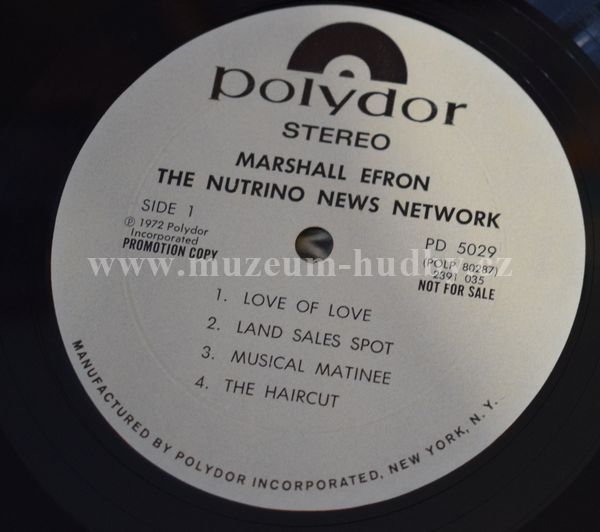 polydor
STEREO
MARSHALL EFRON
THE NUTRINO NEWS NETWORK
SIDE 1
℗ 1972 Polydor
Incorporated
PROMOTION COPY
PD 5029
(POLP 80287)
2391 035
NOT FOR SALE
www.muzeum-hudby.cz
1. LOVE OF LOVE
2. LAND SALES SPOT
3. MUSICAL MATINEE
4. THE HAIRCUT
MANUFACTURED BY POLYDOR INCORPORATED, NEW YORK, N.Y.